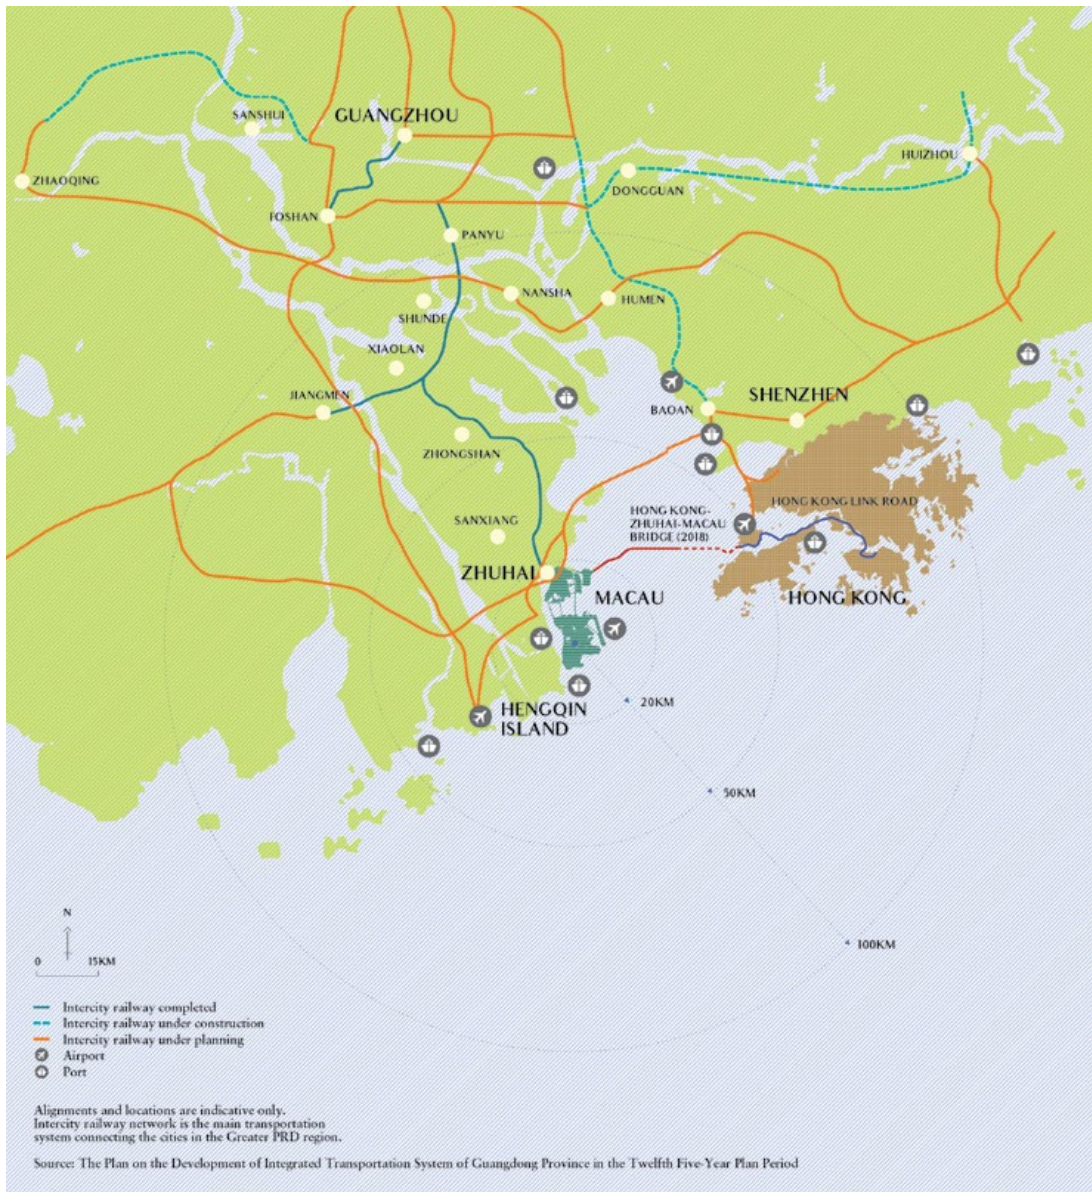 SANSHUI
GUANGZHOU
HUIZHOU
ZHAOQING
DONGGUAN
FOSHAN
PANYU
NANSHA
HUMEN
SHUNDE
XIAOLAN
JIANGMEN
BAOAN
SHENZHEN
ZHONGSHAN
HONG KONG LINK ROAD
SANXIANG
HONG KONG-
ZHUHAI-MACAU
BRIDGE (2018)
ZHUHAI
MACAU
HONG KONG
HENGQIN
ISLAND
20KM
50KM
100KM
N
0 15KM
Intercity railway completed
Intercity railway under construction
Intercity railway under planning
Airport
Port
Alignments and locations are indicative only.
Intercity railway network is the main transportation
system connecting the cities in the Greater PRD region.
Source: The Plan on the Development of Integrated Transportation System of Guangdong Province in the Twelfth Five-Year Plan Period